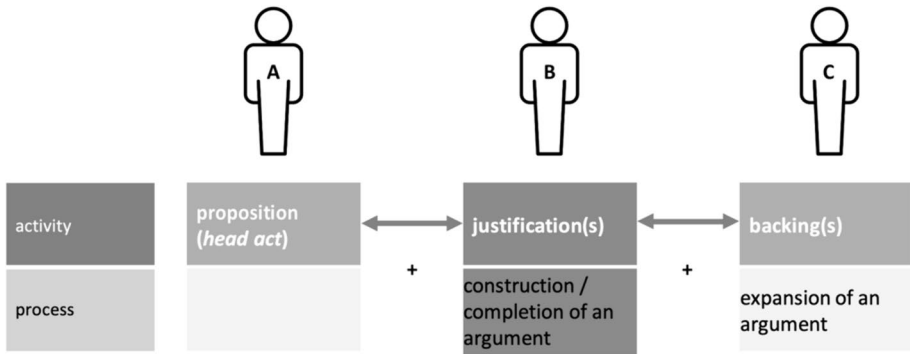 A
B
C
activity
proposition
(head act)
justification(s)
backing(s)
+
+
process
construction /
completion of an
argument
expansion of an
argument